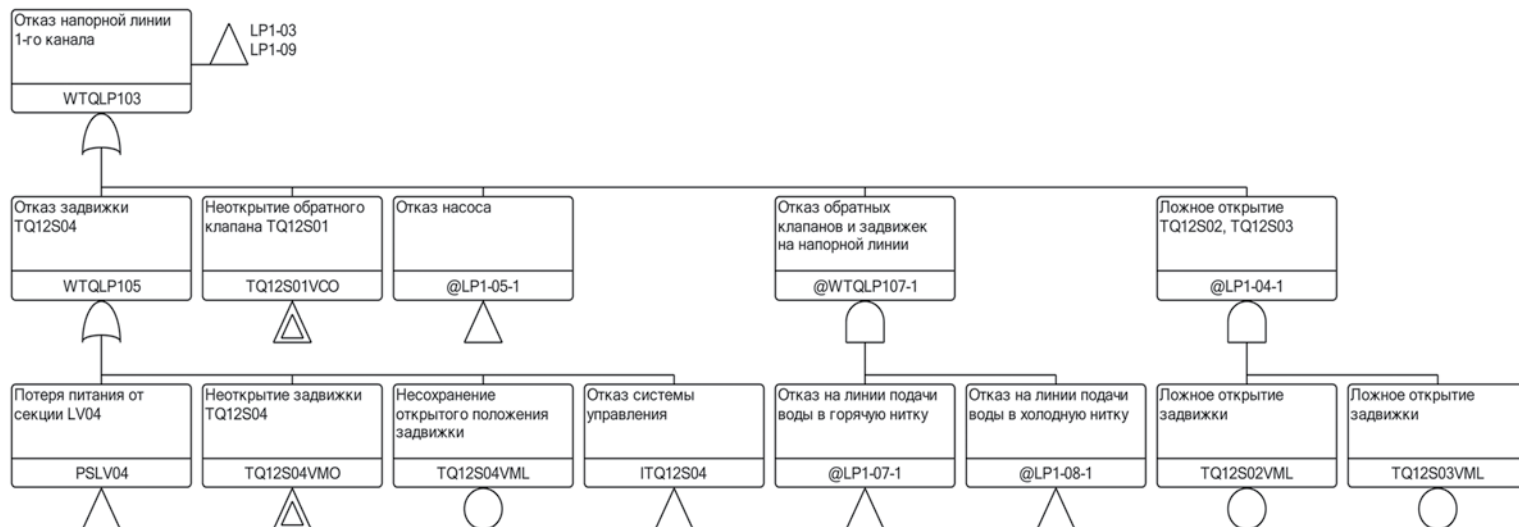 Отказ напорной линии
1-го канала
WTQLP103
LP1-03
LP1-09
Отказ задвижки
TQ12S04
WTQLP105
Неоткрытие обратного
клапана TQ12S01
TQ12S01VCO
Отказ насоса
@LP1-05-1
Отказ обратных
клапанов и задвижек
на напорной линии
@WTQLP107-1
Ложное открытие
TQ12S02, TQ12S03
@LP1-04-1
Потеря питания от
секции LV04
PSLV04
Неоткрытие задвижки
TQ12S04
TQ12S04VMO
Несохранение
открытого положения
задвижки
TQ12S04VML
Отказ системы
управления
ITQ12S04
Отказ на линии подачи
воды в горячую нитку
@LP1-07-1
Отказ на линии подачи
воды в холодную нитку
@LP1-08-1
Ложное открытие
задвижки
TQ12S02VML
Ложное открытие
задвижки
TQ12S03VML